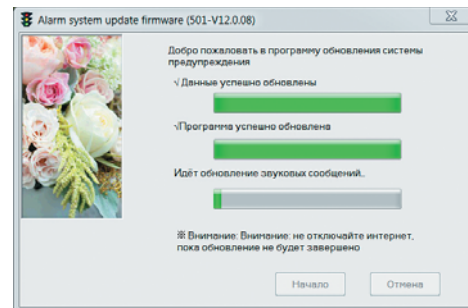 Alarm system update firmware (501-V12.0.08)
Добро пожаловать в программу обновления системы
предупреждения
√ Данные успешно обновлены
√Программа успешно обновлена
Идёт обновление звуковых сообщений..
※ Внимание: Внимание: не отключайте интернет,
пока обновление не будет завершено
Начало
Отмена